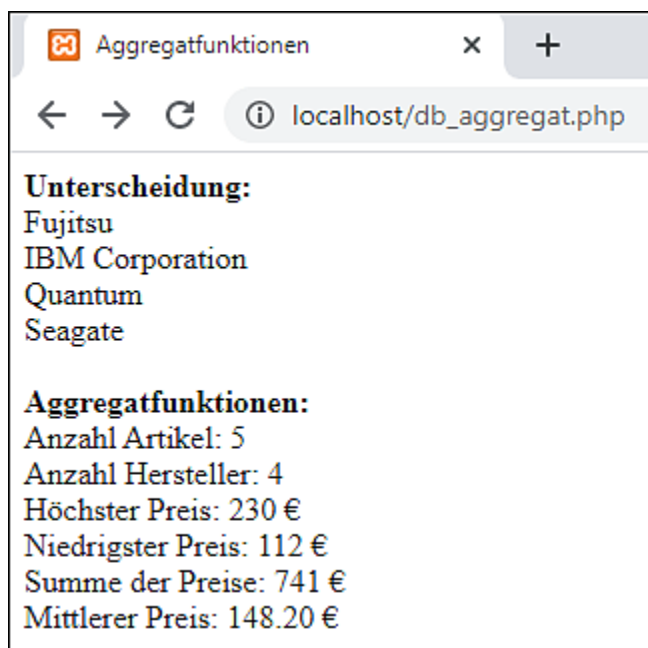 Aggregatfunktionen
localhost/db_aggregat.php
Unterscheidung:
Fujitsu
IBM Corporation
Quantum
Seagate
Aggregatfunktionen:
Anzahl Artikel: 5
Anzahl Hersteller: 4
Höchster Preis: 230 €
Niedrigster Preis: 112 €
Summe der Preise: 741 €
Mittlerer Preis: 148.20 €